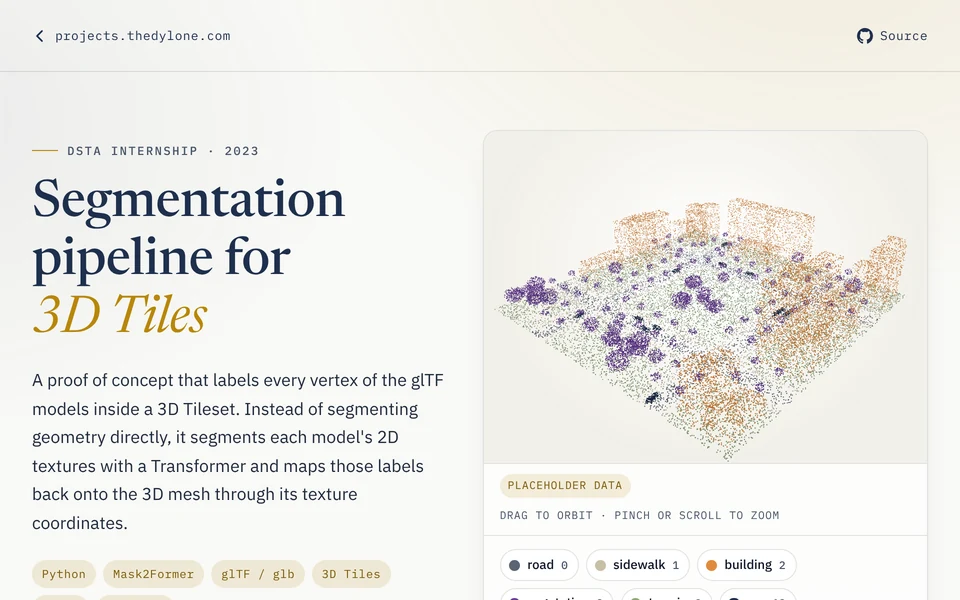 projects.thedylone.com
Source
DSTA INTERNSHIP · 2023
Segmentation
pipeline for
3D Tiles
A proof of concept that labels every vertex of the glTF
models inside a 3D Tileset. Instead of segmenting
geometry directly, it segments each model's 2D
textures with a Transformer and maps those labels
back onto the 3D mesh through its texture
coordinates.
Python Mask2Former glTF / glb 3D Tiles
PLACEHOLDER DATA
DRAG TO ORBIT · PINCH OR SCROLL TO ZOOM
road 0 sidewalk 1 building 2